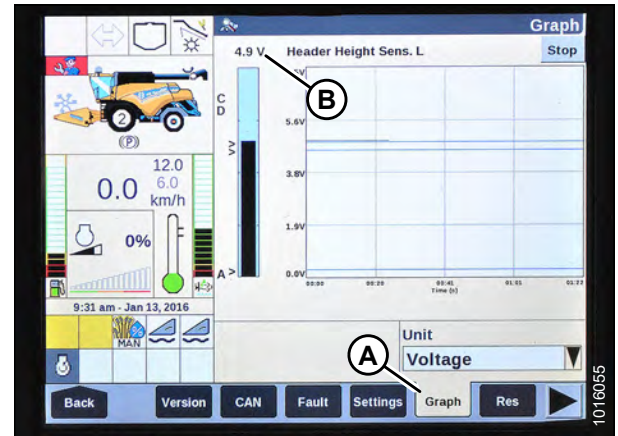 Graph
4.9 V
Header Height Sens. L
Stop
B
C
D
5.6V
3.8V
1.9V
0.0V
A
00:00 00:20 00:41 01:01 01:22
Time (s)
2
(P)
12.0
6.0
0.0 km/h
0%
9:31 am - Jan 13, 2016
MAN
A
Unit
Voltage
Back Version CAN Fault Settings Graph Res
1016055